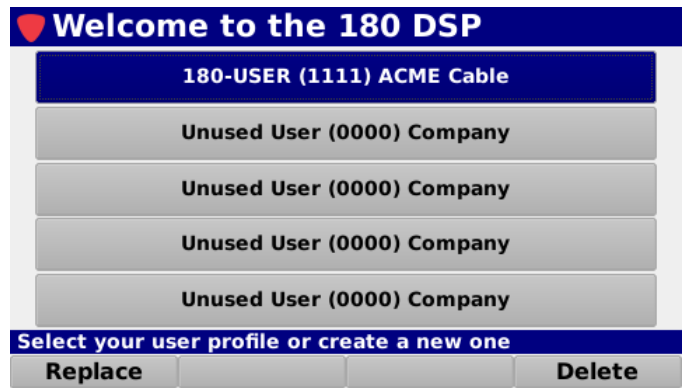 Welcome to the 180 DSP
180-USER (1111) ACME Cable
Unused User (0000) Company
Unused User (0000) Company
Unused User (0000) Company
Unused User (0000) Company
Select your user profile or create a new one
Replace
Delete